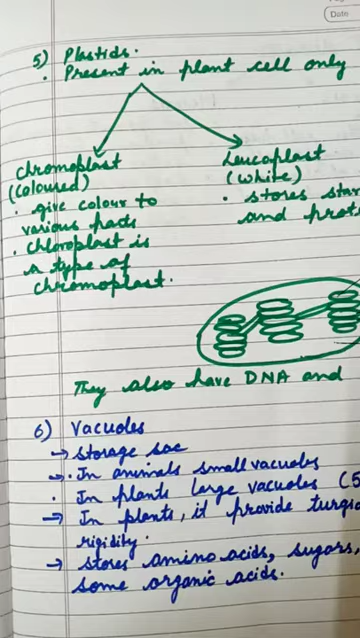 Date
5) Plastids.
• Present in plant cell only
chromoplast
(coloured)
• give colour to
various parts
• chloroplast is
a type of
chromoplast.
Leucoplast
(white)
• stores
and
They also have DNA and
6) Vacuoles
→ storage sac
→ • In animals small vacuoles
• In plants large vacuoles (5
→ In plants, it provide
rigidity.
→ stores amino acids, sugars,
some organic acids.